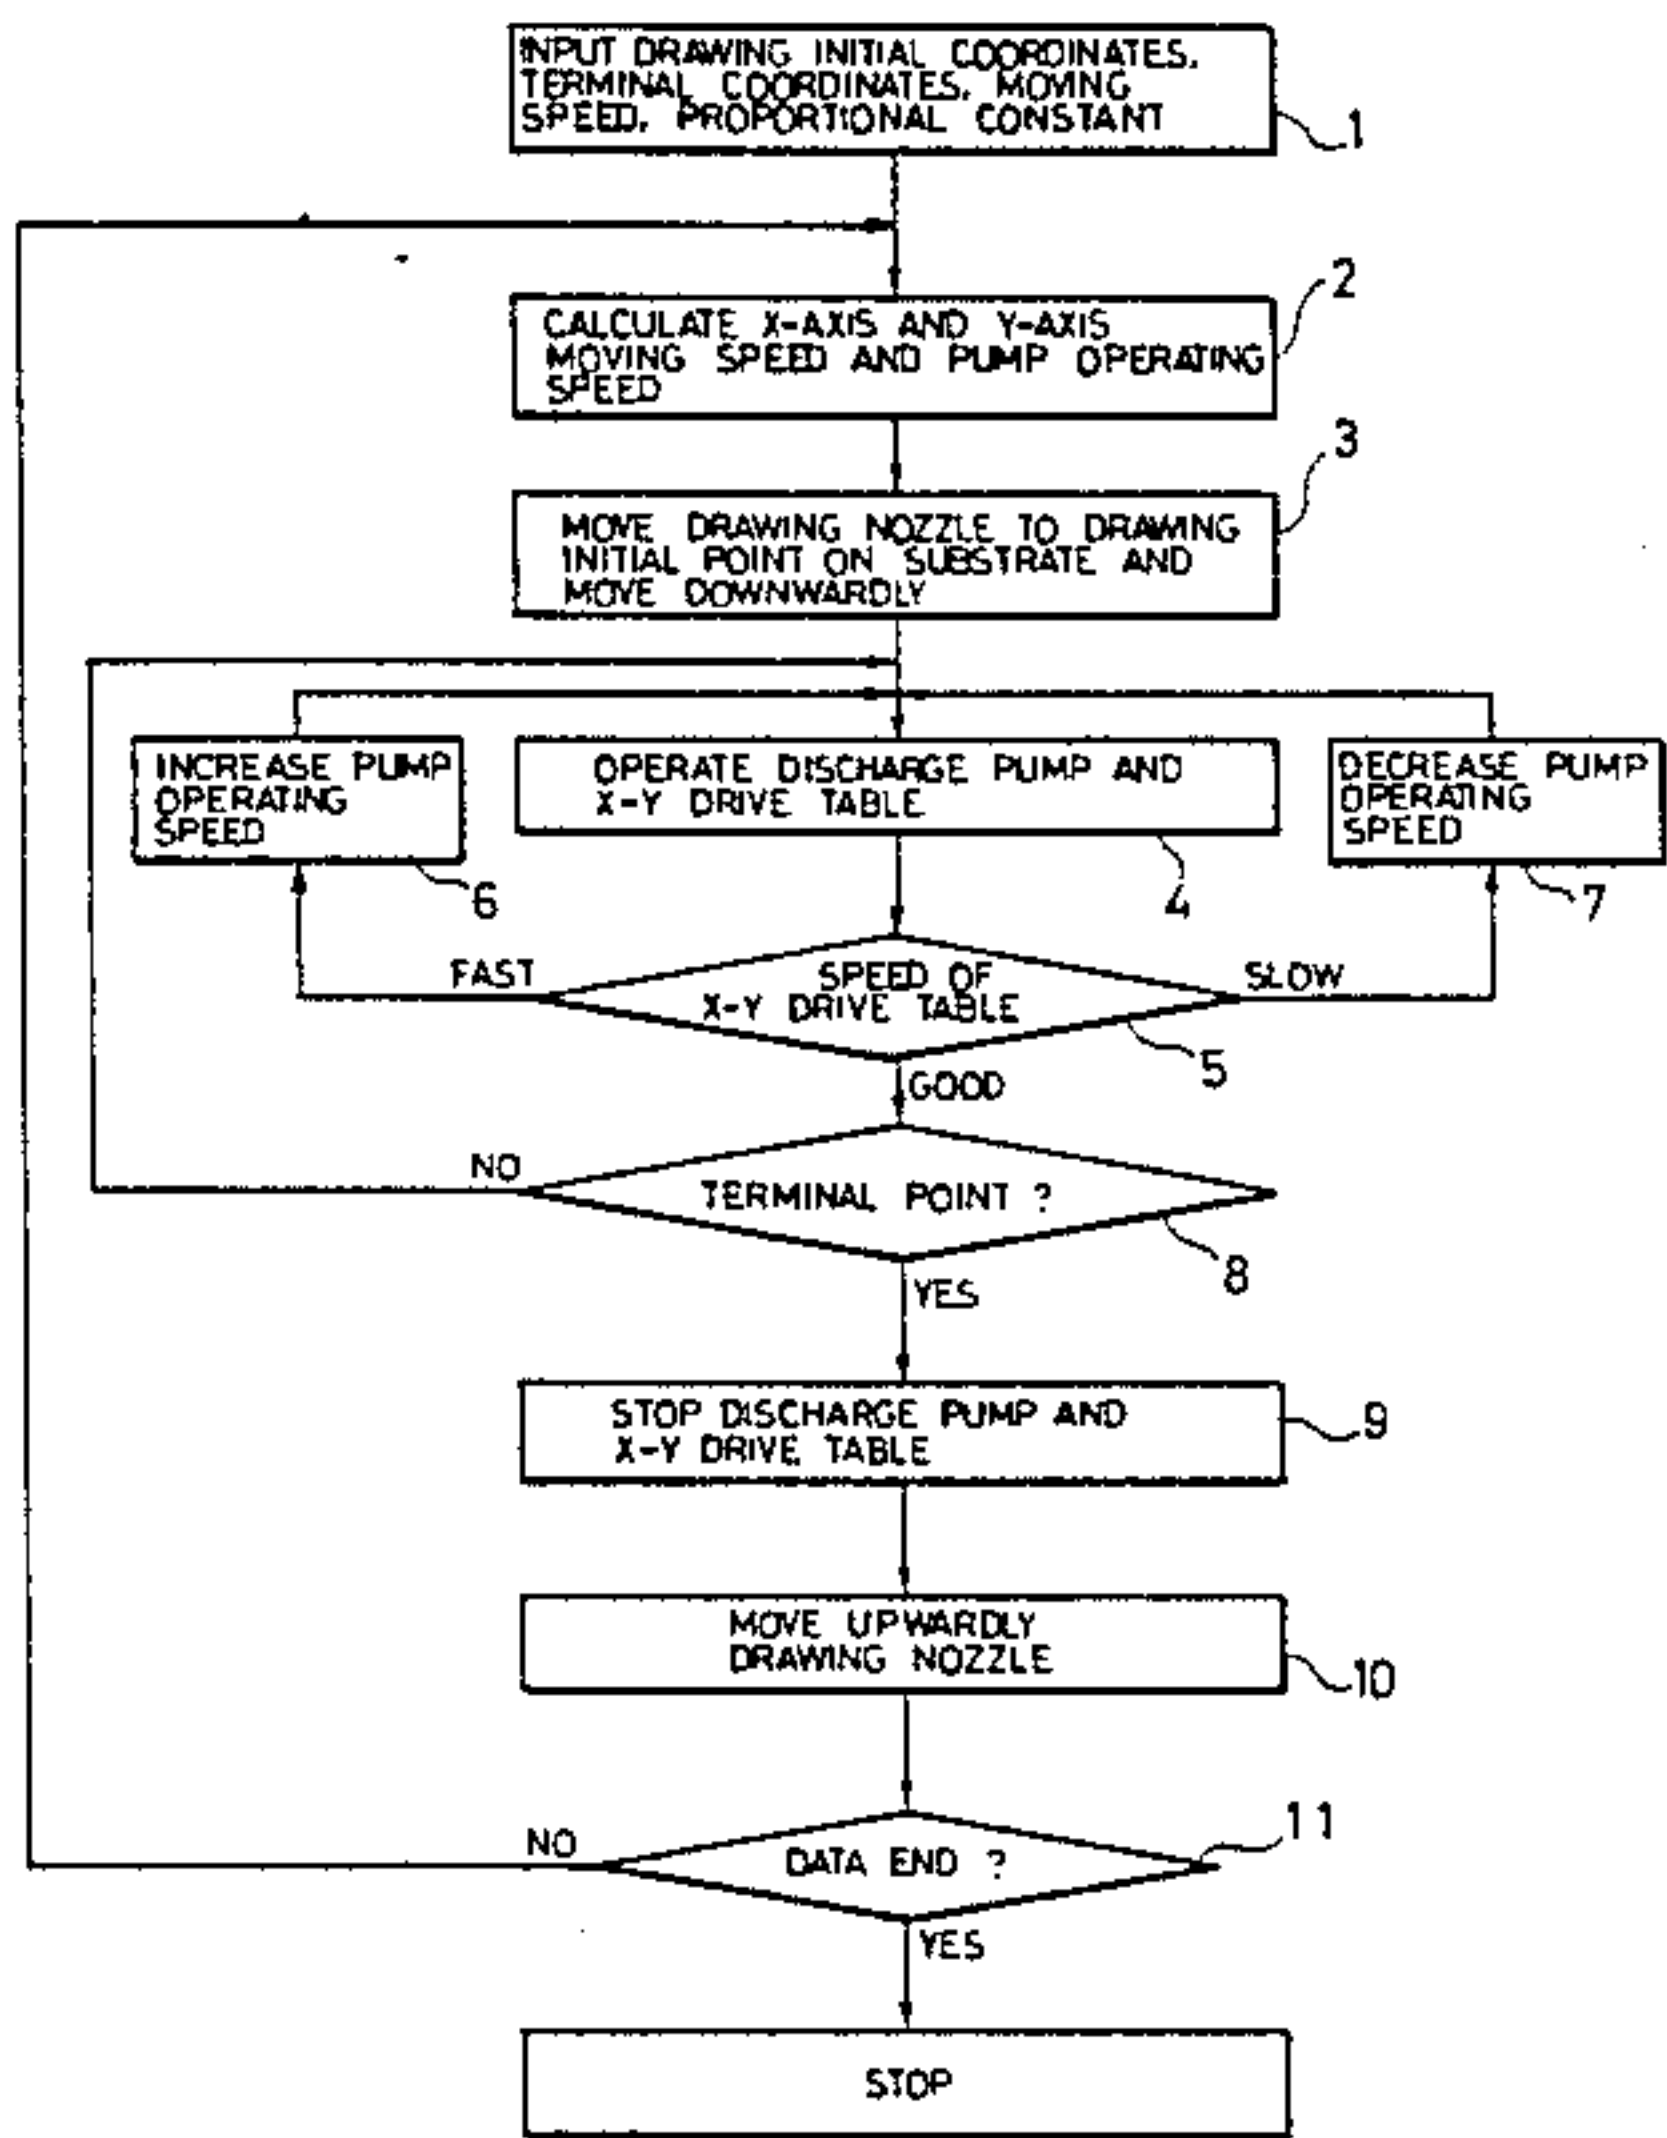 INPUT DRAWING INITIAL COORDINATES,
TERMINAL COORDINATES, MOVING
SPEED, PROPORTIONAL CONSTANT
1
CALCULATE X-AXIS AND Y-AXIS
MOVING SPEED AND PUMP OPERATING
SPEED
2
MOVE DRAWING NOZZLE TO DRAWING
INITIAL POINT ON SUBSTRATE AND
MOVE DOWNWARDLY
3
INCREASE PUMP
OPERATING
SPEED
6
OPERATE DISCHARGE PUMP AND
X-Y DRIVE TABLE
4
DECREASE PUMP
OPERATING
SPEED
7
FAST
SPEED OF
X-Y DRIVE TABLE
SLOW
5
GOOD
NO
TERMINAL POINT ?
8
YES
STOP DISCHARGE PUMP AND
X-Y DRIVE TABLE
9
MOVE UPWARDLY
DRAWING NOZZLE
10
NO
DATA END ?
11
YES
STOP